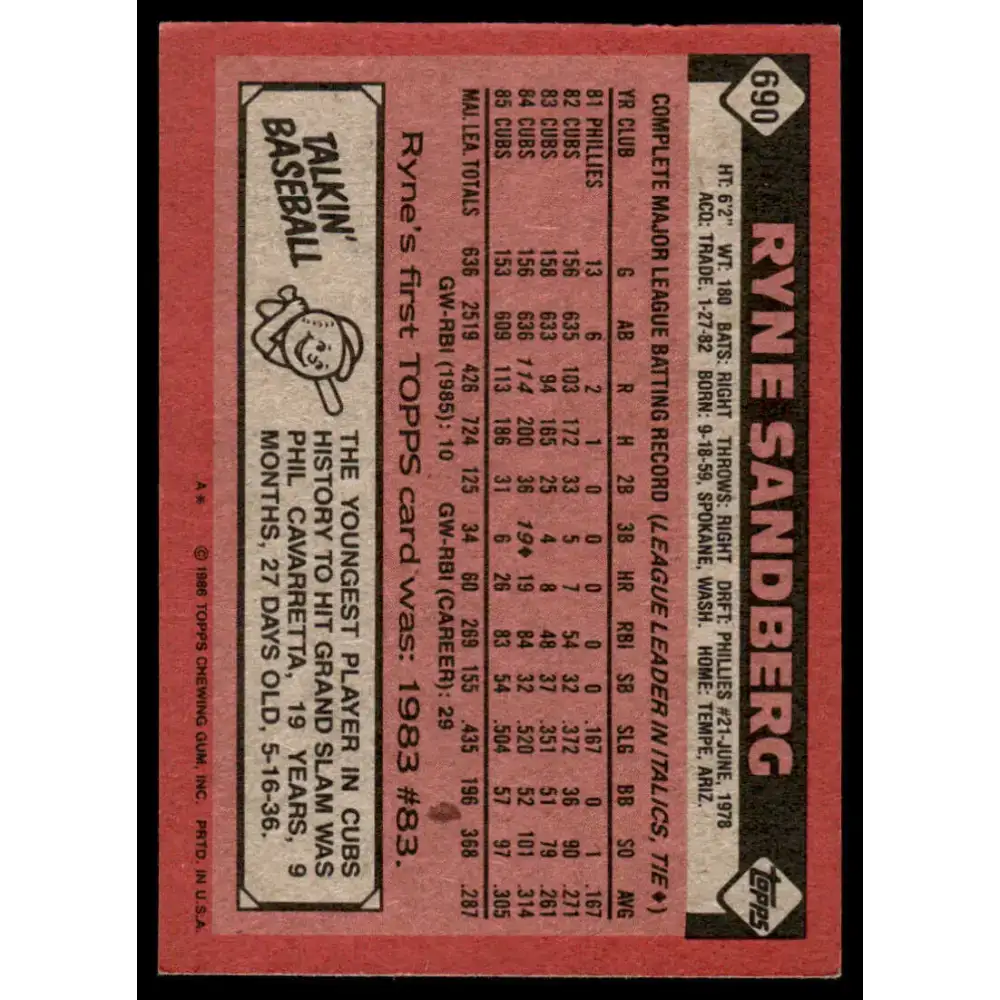 690
RYNE SANDBERG
topps
HT: 6'2" WT: 180 BATS: RIGHT THROWS: RIGHT DRFT: PHILLIES #21-JUNE, 1978
ACQ: TRADE, 1-27-82 BORN: 9-18-59, SPOKANE, WASH. HOME: TEMPE, ARIZ.
COMPLETE MAJOR LEAGUE BATTING RECORD (LEAGUE LEADER IN ITALICS, TIE ♦)
YR CLUB G AB R H 2B 3B HR RBI SB SLG BB SO AVG
81 PHILLIES 13 6 2 1 0 0 0 0 0 .167 0 1 .167
82 CUBS 156 635 103 172 33 5 7 54 32 .372 36 90 .271
83 CUBS 158 633 94 165 25 4 8 48 37 .351 51 79 .261
84 CUBS 156 636 114 200 36 19♦ 19 84 32 .520 52 101 .314
85 CUBS 153 609 113 186 31 6 26 83 54 .504 57 97 .305
MAJ. LEA. TOTALS 636 2519 426 724 125 34 60 269 155 .435 196 368 .287
GW-RBI (1985): 10 GW-RBI (CAREER): 29
Ryne's first TOPPS card was: 1983 #83.
TALKIN'
BASEBALL
THE YOUNGEST PLAYER IN CUBS
HISTORY TO HIT GRAND SLAM WAS
PHIL CAVARRETTA, 19 YEARS, 9
MONTHS, 27 DAYS OLD, 5-16-36.
A* © 1986 TOPPS CHEWING GUM, INC. PRTD. IN U.S.A.